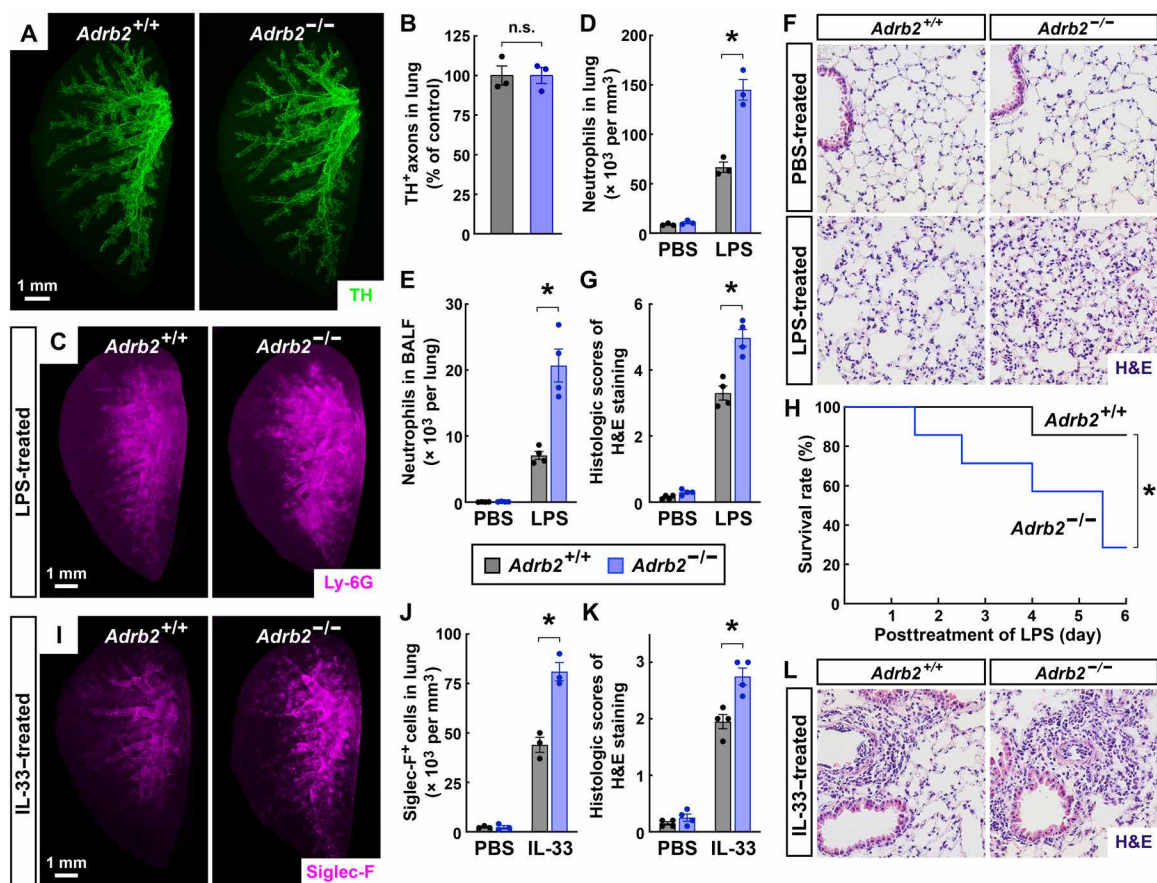 A
Adrb2+/+
Adrb2−/−
1 mm
TH
B
n.s.
TH+ axons in lung
(% of control)
125
100
75
50
25
0
D
*
Neutrophils in lung
(× 10³ per mm3)
200
150
100
50
0
PBS
LPS
F
Adrb2+/+
Adrb2−/−
PBS-treated
LPS-treated
H&E
C
Adrb2+/+
Adrb2−/−
LPS-treated
1 mm
Ly-6G
E
*
Neutrophils in BALF
(× 10³ per lung)
30
20
10
0
PBS
LPS
G
*
Histologic scores of
H&E staining
6
4
2
0
PBS
LPS
Adrb2+/+
Adrb2−/−
H
Survival rate (%)
100
80
60
40
20
0
Adrb2+/+
Adrb2−/−
*
1
2
3
4
5
6
Posttreatment of LPS (day)
I
Adrb2+/+
Adrb2−/−
IL-33–treated
1 mm
Siglec-F
J
*
Siglec-F+ cells in lung
(× 10³ per mm3)
100
75
50
25
0
PBS
IL-33
K
*
Histologic scores of
H&E staining
3
2
1
0
PBS
IL-33
L
Adrb2+/+
Adrb2−/−
IL-33–treated
H&E